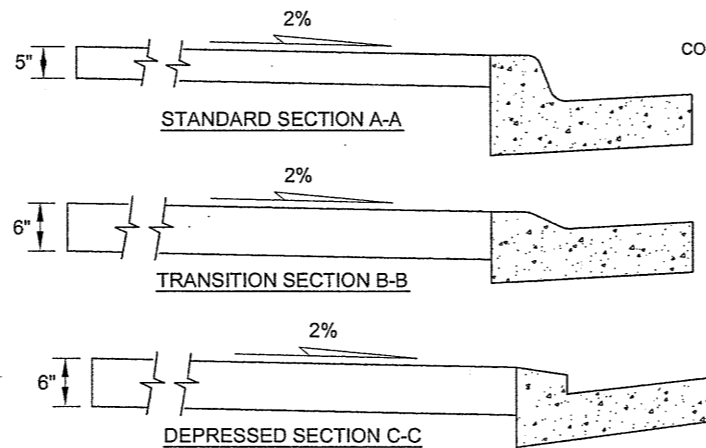 2%
5"
CO
STANDARD SECTION A-A
2%
6"
TRANSITION SECTION B-B
2%
6"
DEPRESSED SECTION C-C